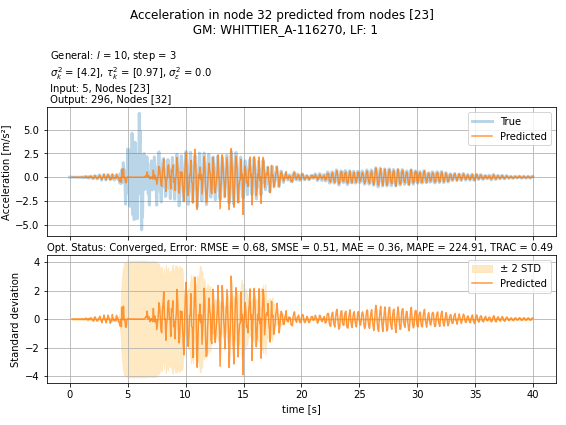 Acceleration in node 32 predicted from nodes [23]
GM: WHITTIER_A-116270, LF: 1
General: l = 10, step = 3
σ²ₖ = [4.2], τ²ₖ = [0.97], σ²ε = 0.0
Input: 5, Nodes [23]
Output: 296, Nodes [32]
Acceleration [m/s²]
5.0
2.5
0.0
−2.5
−5.0
True
Predicted
Opt. Status: Converged, Error: RMSE = 0.68, SMSE = 0.51, MAE = 0.36, MAPE = 224.91, TRAC = 0.49
Standard deviation
4
2
0
−2
−4
± 2 STD
Predicted
0 5 10 15 20 25 30 35 40
time [s]